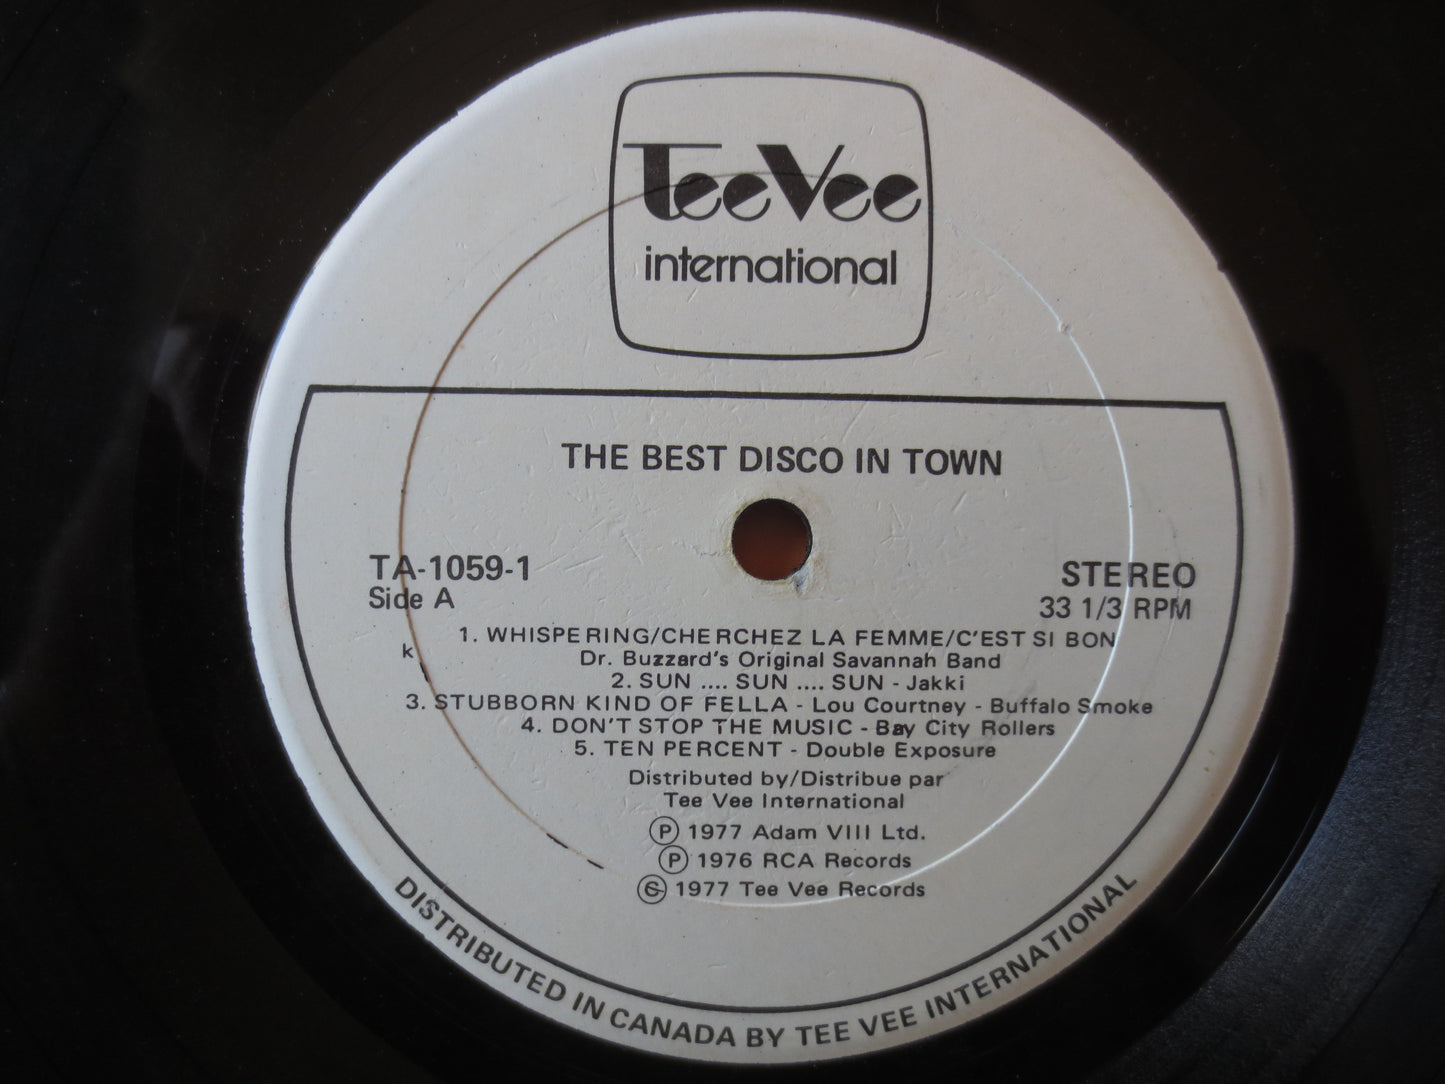 TeeVee
international
THE BEST DISCO IN TOWN
TA-1059-1
Side A
STEREO
33 1/3 RPM
1. WHISPERING/CHERCHEZ LA FEMME/C'EST SI BON
k
Dr. Buzzard's Original Savannah Band
2. SUN .... SUN .... SUN - Jakki
3. STUBBORN KIND OF FELLA - Lou Courtney - Buffalo Smoke
4. DON'T STOP THE MUSIC - Bay City Rollers
5. TEN PERCENT - Double Exposure
Distributed by/Distribue par
Tee Vee International
Ⓟ 1977 Adam VIII Ltd.
Ⓟ 1976 RCA Records
© 1977 Tee Vee Records
DISTRIBUTED IN CANADA BY TEE VEE INTERNATIONAL